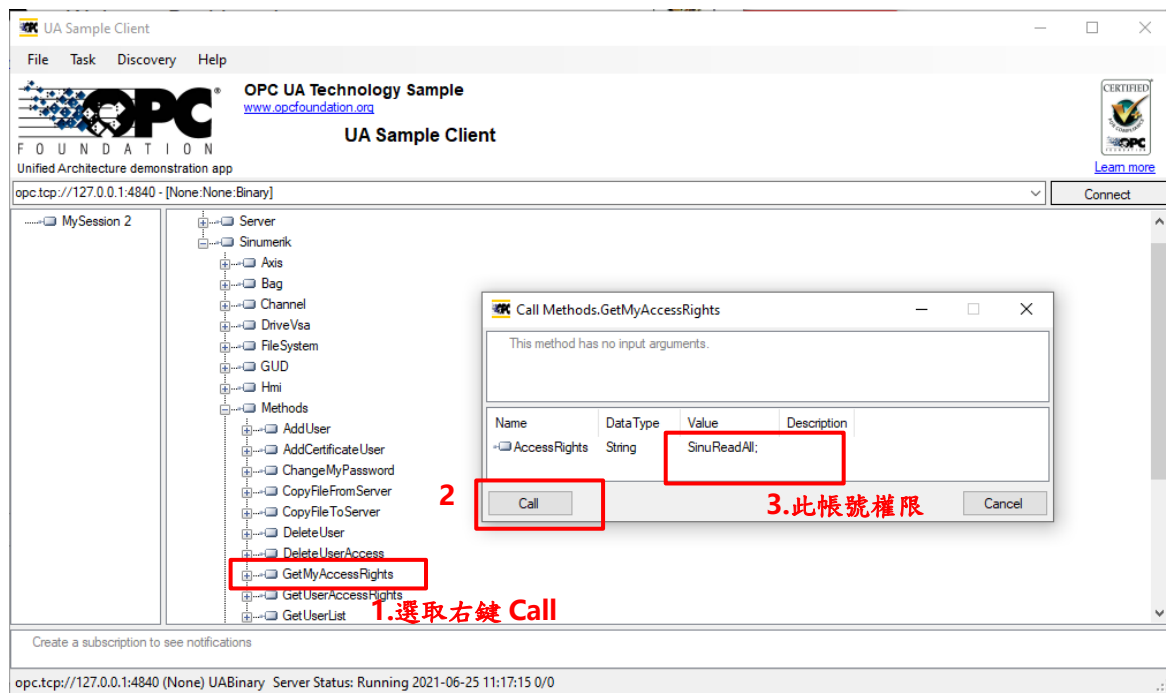 UA Sample Client
File Task Discovery Help
OPC
FOUNDATION
Unified Architecture demonstration app
OPC UA Technology Sample
www.opcfoundation.org
UA Sample Client
CERTIFIED
FOR COMPLIANCE
OPC
Learn more
opc.tcp://127.0.0.1:4840 - [None:None:Binary]
Connect
MySession 2
Server
Sinumerik
Axis
Bag
Channel
DriveVsa
FileSystem
GUD
Hmi
Methods
AddUser
AddCertificateUser
ChangeMyPassword
CopyFileFromServer
CopyFileToServer
DeleteUser
DeleteUserAccess
GetMyAccessRights
GetUserAccessRights
GetUserList
1.選取右鍵 Call
Call Methods.GetMyAccessRights
This method has no input arguments.
Name DataType Value Description
AccessRights String SinuReadAll;
2
Call
3.此帳號權限
Cancel
Create a subscription to see notifications
opc.tcp://127.0.0.1:4840 (None) UABinary Server Status: Running 2021-06-25 11:17:15 0/0